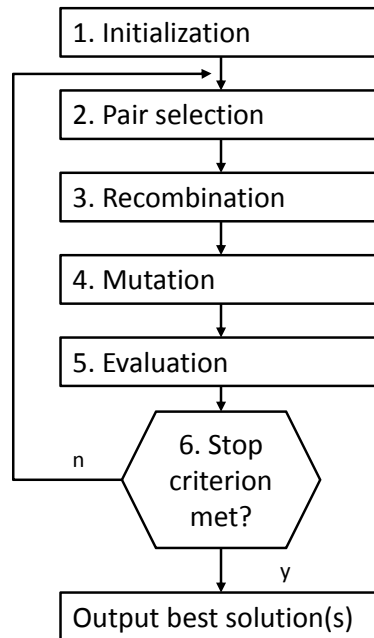 1. Initialization
2. Pair selection
3. Recombination
4. Mutation
5. Evaluation
6. Stop
criterion
met?
n
y
Output best solution(s)